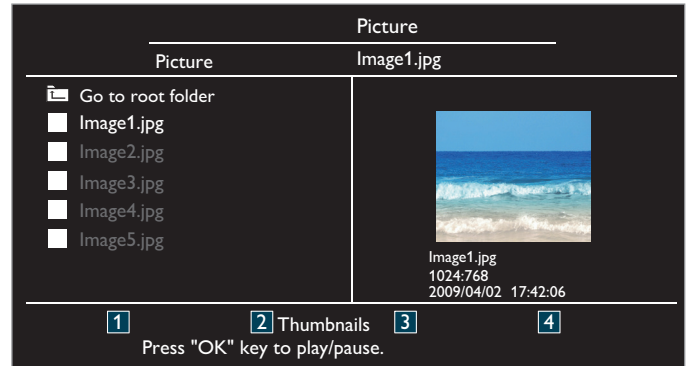 Picture
Picture Image1.jpg
Go to root folder
Image1.jpg
Image2.jpg
Image3.jpg
Image4.jpg
Image5.jpg
Image1.jpg
1024:768
2009/04/02 17:42:06
1 2 Thumbnails 3 4
Press "OK" key to play/pause.